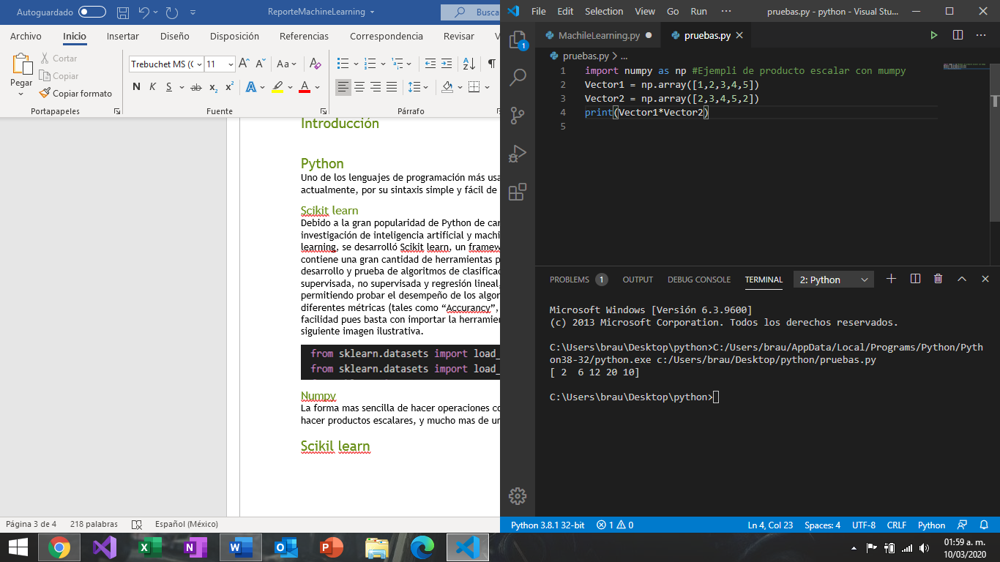 Autoguardado
ReporteMachineLearning
Busca
Archivo Inicio Insertar Diseño Disposición Referencias Correspondencia Revisar V
Pegar
Cortar
Copiar
Copiar formato
Portapapeles
Trebuchet MS (C 11
Aa
N K S ab x₂ x²
Fuente
Párrafo
Introducción
Python
Uno de los lenguajes de programación más usa
actualmente, por su sintaxis simple y fácil de
Scikit learn
Debido a la gran popularidad de Python de car
investigación de inteligencia artificial y machi
learning, se desarrolló Scikit learn, un framew
contiene una gran cantidad de herramientas p
desarrollo y prueba de algoritmos de clasificac
supervisada, no supervisada y regresión lineal,
permitiendo probar el desempeño de los algor
diferentes métricas (tales como “Accurancy”,
facilidad pues basta con importar la herramien
siguiente imagen ilustrativa.
from sklearn.datasets import load_
from sklearn.datasets import load_
Numpy
La forma mas sencilla de hacer operaciones co
hacer productos escalares, y mucho mas de un
Scikil learn
Página 3 de 4 218 palabras Español (México)
File Edit Selection View Go Run ··· pruebas.py - python - Visual Stu...
1
MachileLearning.py
pruebas.py
pruebas.py > ...
1 import numpy as np #Ejempli de producto escalar con mumpy
2 Vector1 = np.array([1,2,3,4,5])
3 Vector2 = np.array([2,3,4,5,2])
4 print(Vector1*Vector2)
5
PROBLEMS 1 OUTPUT DEBUG CONSOLE TERMINAL 2: Python
Microsoft Windows [Versión 6.3.9600]
(c) 2013 Microsoft Corporation. Todos los derechos reservados.
C:\Users\brau\Desktop\python>C:/Users/brau/AppData/Local/Programs/Python/Pyth
on38-32/python.exe c:/Users/brau/Desktop/python/pruebas.py
[ 2  6 12 20 10]
C:\Users\brau\Desktop\python>
Python 3.8.1 32-bit 1 0 Ln 4, Col 23 Spaces: 4 UTF-8 CRLF Python
01:59 a. m.
10/03/2020